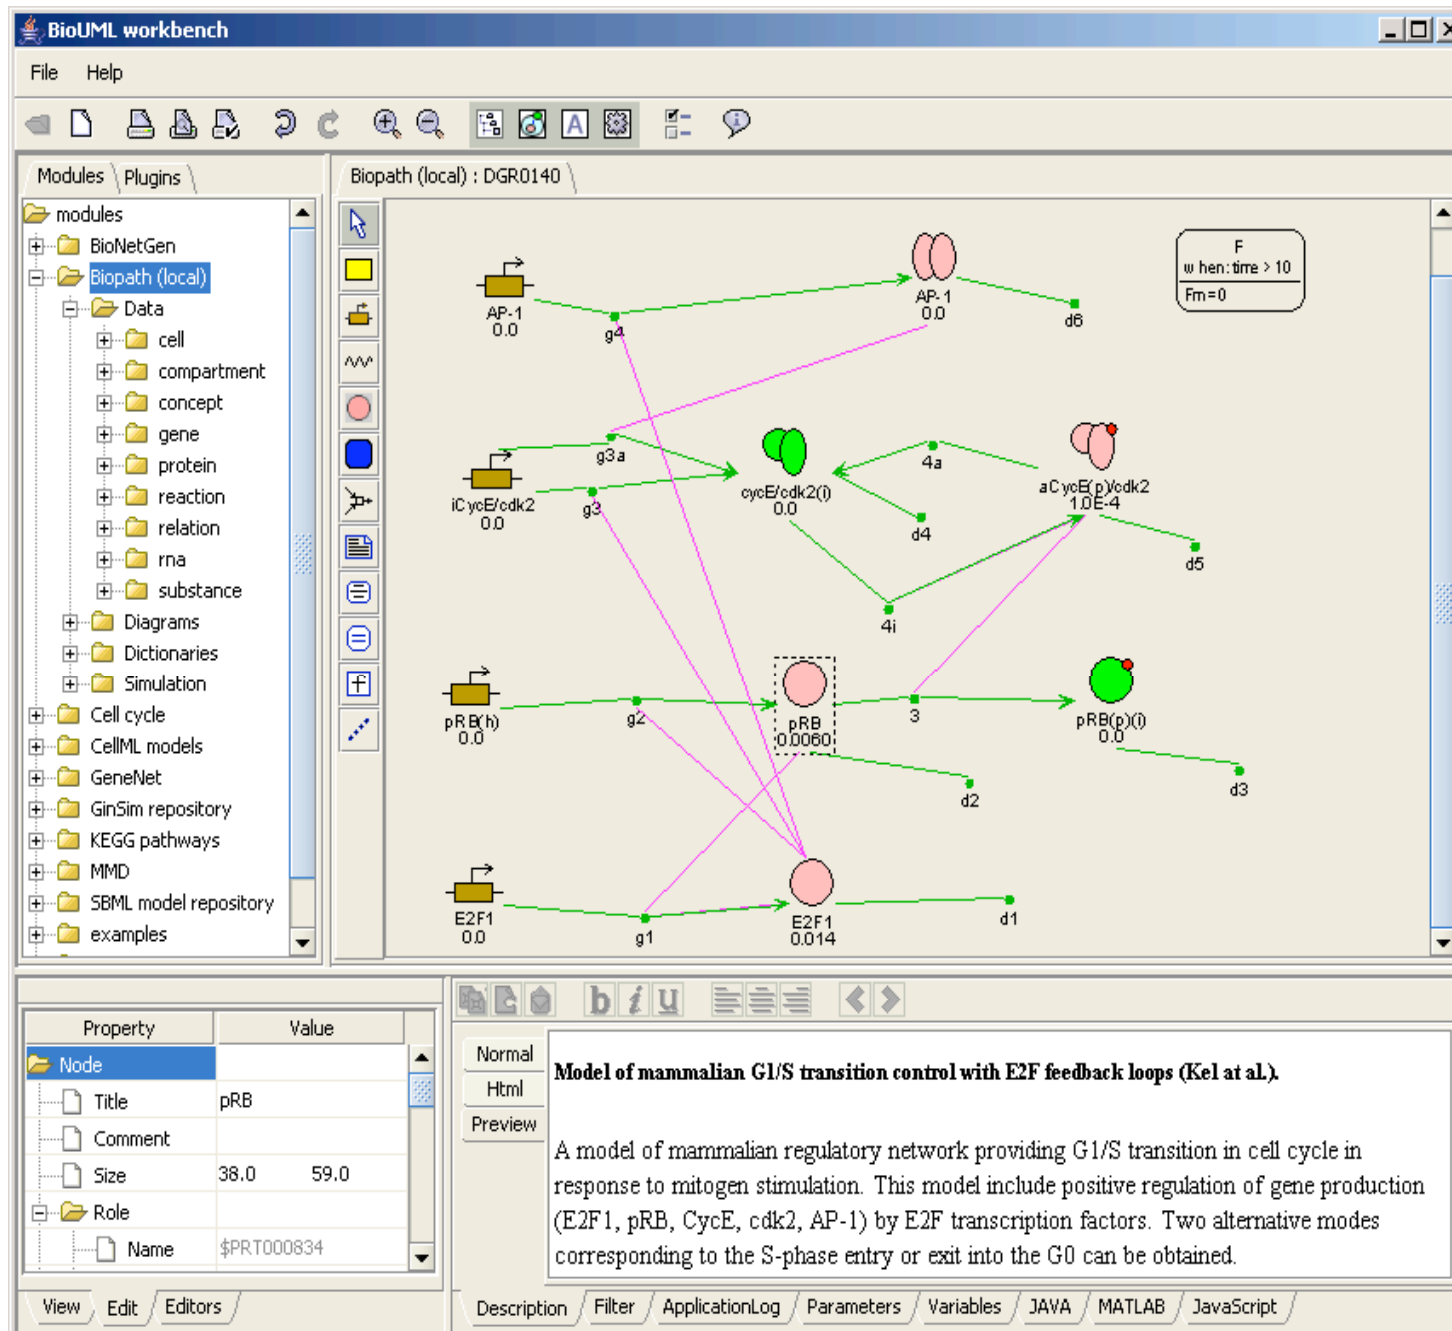 BioUML workbench
File Help
Modules Plugins
Biopath (local) : DGR0140
modules
BioNetGen
Biopath (local)
Data
cell
compartment
concept
gene
protein
reaction
relation
rna
substance
Diagrams
Dictionaries
Simulation
Cell cycle
CellML models
GeneNet
GinSim repository
KEGG pathways
MMD
SBML model repository
examples
F
when: time > 10
Fm=0
AP-1
0.0
g4
AP-1
0.0
d6
iCycE/cdk2
0.0
g3a
g3
cycE/cdk2(i)
0.0
4a
d4
aCycE(p)/cdk2
1.0E-4
d5
4i
pRB(h)
0.0
g2
pRB
0.0060
3
pRB(p)(i)
0.0
d2
d3
E2F1
0.0
g1
E2F1
0.014
d1
Property Value
Node
Title pRB
Comment
Size 38.0 59.0
Role
Name $PRT000834
View Edit Editors
b i u
Normal
Html
Preview
Model of mammalian G1/S transition control with E2F feedback loops (Kel at al.).
A model of mammalian regulatory network providing G1/S transition in cell cycle in
response to mitogen stimulation. This model include positive regulation of gene production
(E2F1, pRB, CycE, cdk2, AP-1) by E2F transcription factors. Two alternative modes
corresponding to the S-phase entry or exit into the G0 can be obtained.
Description Filter ApplicationLog Parameters Variables JAVA MATLAB JavaScript